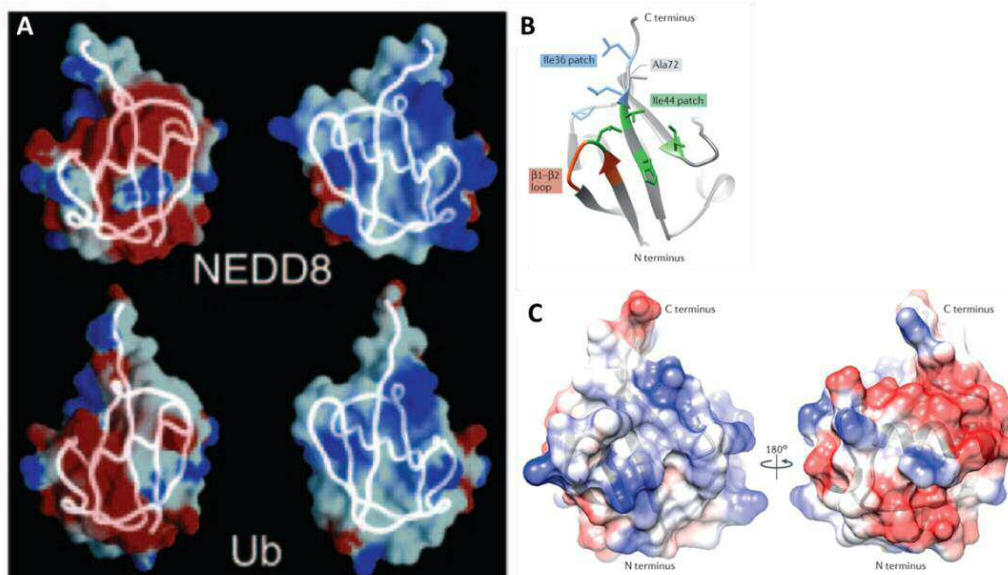 A
NEDD8
Ub
B
C terminus
Ile36 patch
Ala72
Ile44 patch
β1–β2
loop
N terminus
C
C terminus
C terminus
180°
N terminus
N terminus